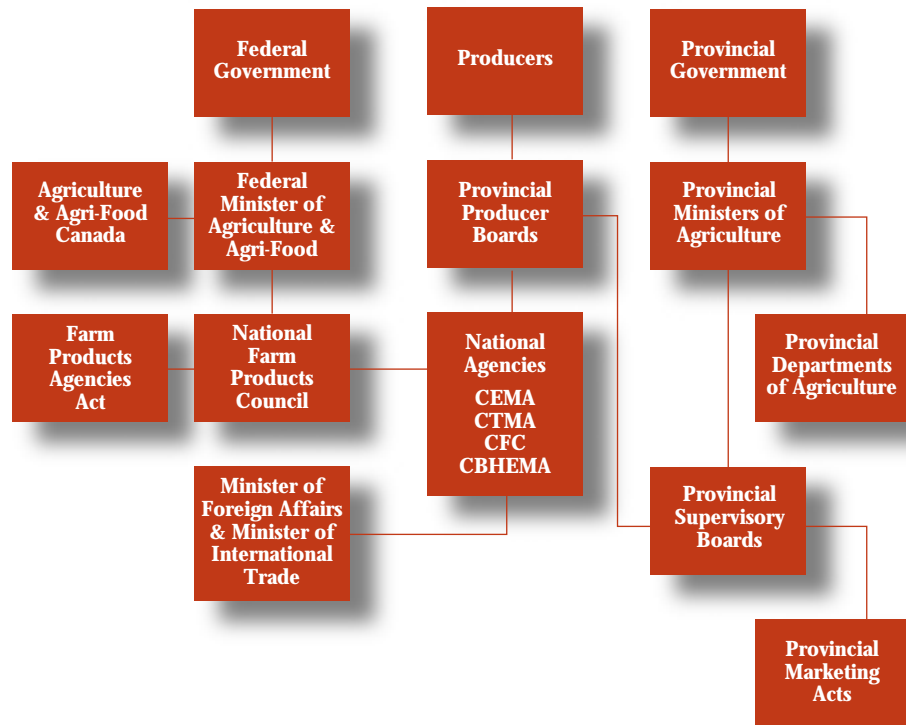 Federal
Government
Producers
Provincial
Government
Agriculture
& Agri-Food
Canada
Federal
Minister of
Agriculture &
Agri-Food
Provincial
Producer
Boards
Provincial
Ministers of
Agriculture
Farm
Products
Agencies
Act
National
Farm
Products
Council
National
Agencies
CEMA
CTMA
CFC
CBHEMA
Provincial
Departments
of Agriculture
Minister of
Foreign Affairs
& Minister of
International
Trade
Provincial
Supervisory
Boards
Provincial
Marketing
Acts